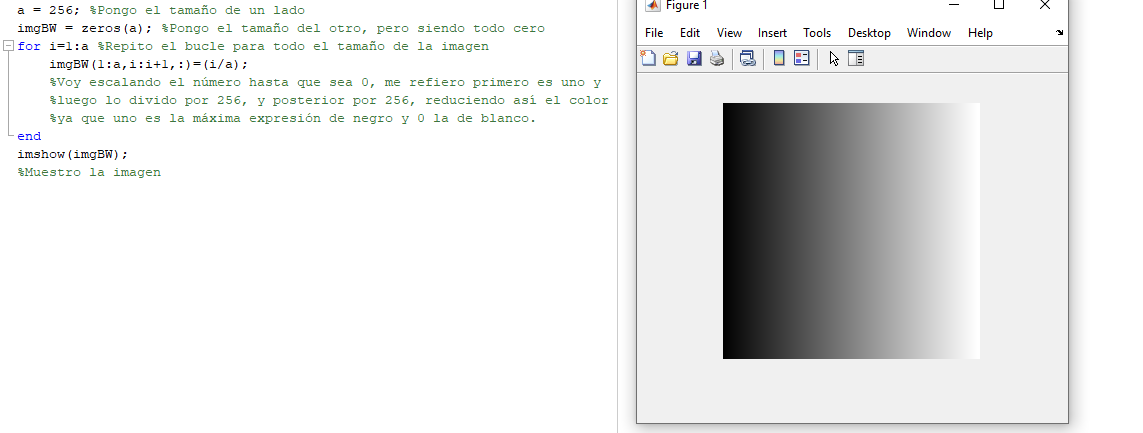 a = 256; %Pongo el tamaño de un lado
imgBW = zeros(a); %Pongo el tamaño del otro, pero siendo todo cero
for i=1:a %Repito el bucle para todo el tamaño de la imagen
imgBW(1:a,i:i+1,:)=(i/a);
%Voy escalando el número hasta que sea 0, me refiero primero es uno y
%luego lo divido por 256, y posterior por 256, reduciendo así el color
%ya que uno es la máxima expresión de negro y 0 la de blanco.
end
imshow(imgBW);
%Muestro la imagen
Figure 1
File Edit View Insert Tools Desktop Window Help